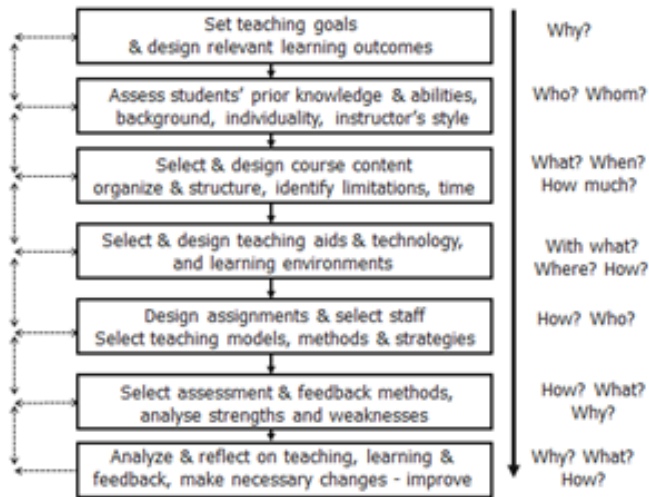 Set teaching goals
& design relevant learning outcomes
Why?
Assess students' prior knowledge & abilities,
background, individuality, instructor's style
Who? Whom?
Select & design course content
organize & structure, identify limitations, time
What? When?
How much?
Select & design teaching aids & technology,
and learning environments
With what?
Where? How?
Design assignments & select staff
Select teaching models, methods & strategies
How? Who?
Select assessment & feedback methods,
analyse strengths and weaknesses
How? What?
Why?
Analyze & reflect on teaching, learning &
feedback, make necessary changes - improve
Why? What?
How?